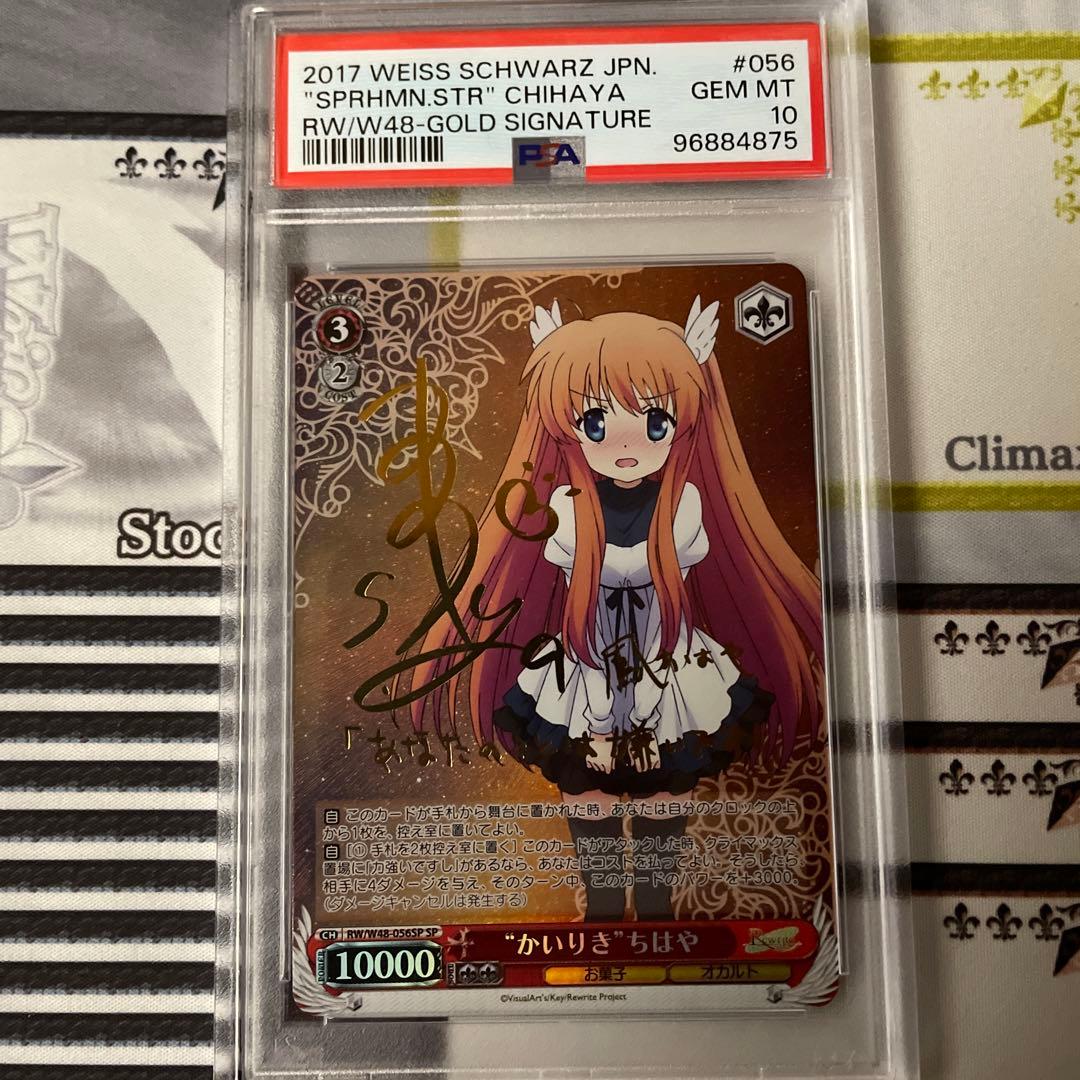 2017 WEISS SCHWARZ JPN. #056
"SPRHMN.STR" CHIHAYA GEM MT
RW/W48-GOLD SIGNATURE 10
96884875
PSA
LEVEL
3
2
COST
Stoc
Clima
Sky
「あなたの
自 このカードが手札から舞台に置かれた時、あなたは自分のクロックの上
から1枚を、控え室に置いてよい。
自 [① 手札を2枚控え室に置く] このカードがアタックした時、クライマックス
置場に「力強いですし」があるなら、あなたはコストを払ってよい。そうしたら、
相手に4ダメージを与え、そのターン中、このカードのパワーを+3000。
(ダメージキャンセルは発生する)
CH RW/W48-056SP SP
"かいりき"ちはや
Rewrite
POWER 10000 SOUL
お菓子 オカルト
©VisualArt's/Key/Rewrite Project